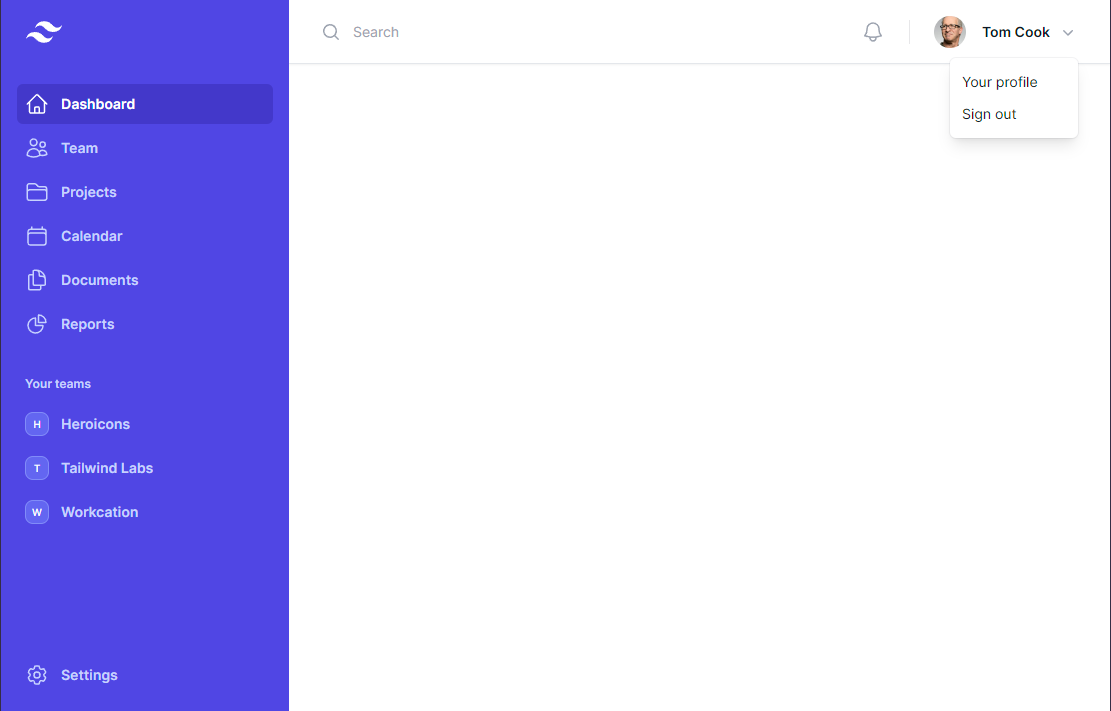 Search
Tom Cook
Your profile
Sign out
Dashboard
Team
Projects
Calendar
Documents
Reports
Your teams
H Heroicons
T Tailwind Labs
W Workcation
Settings